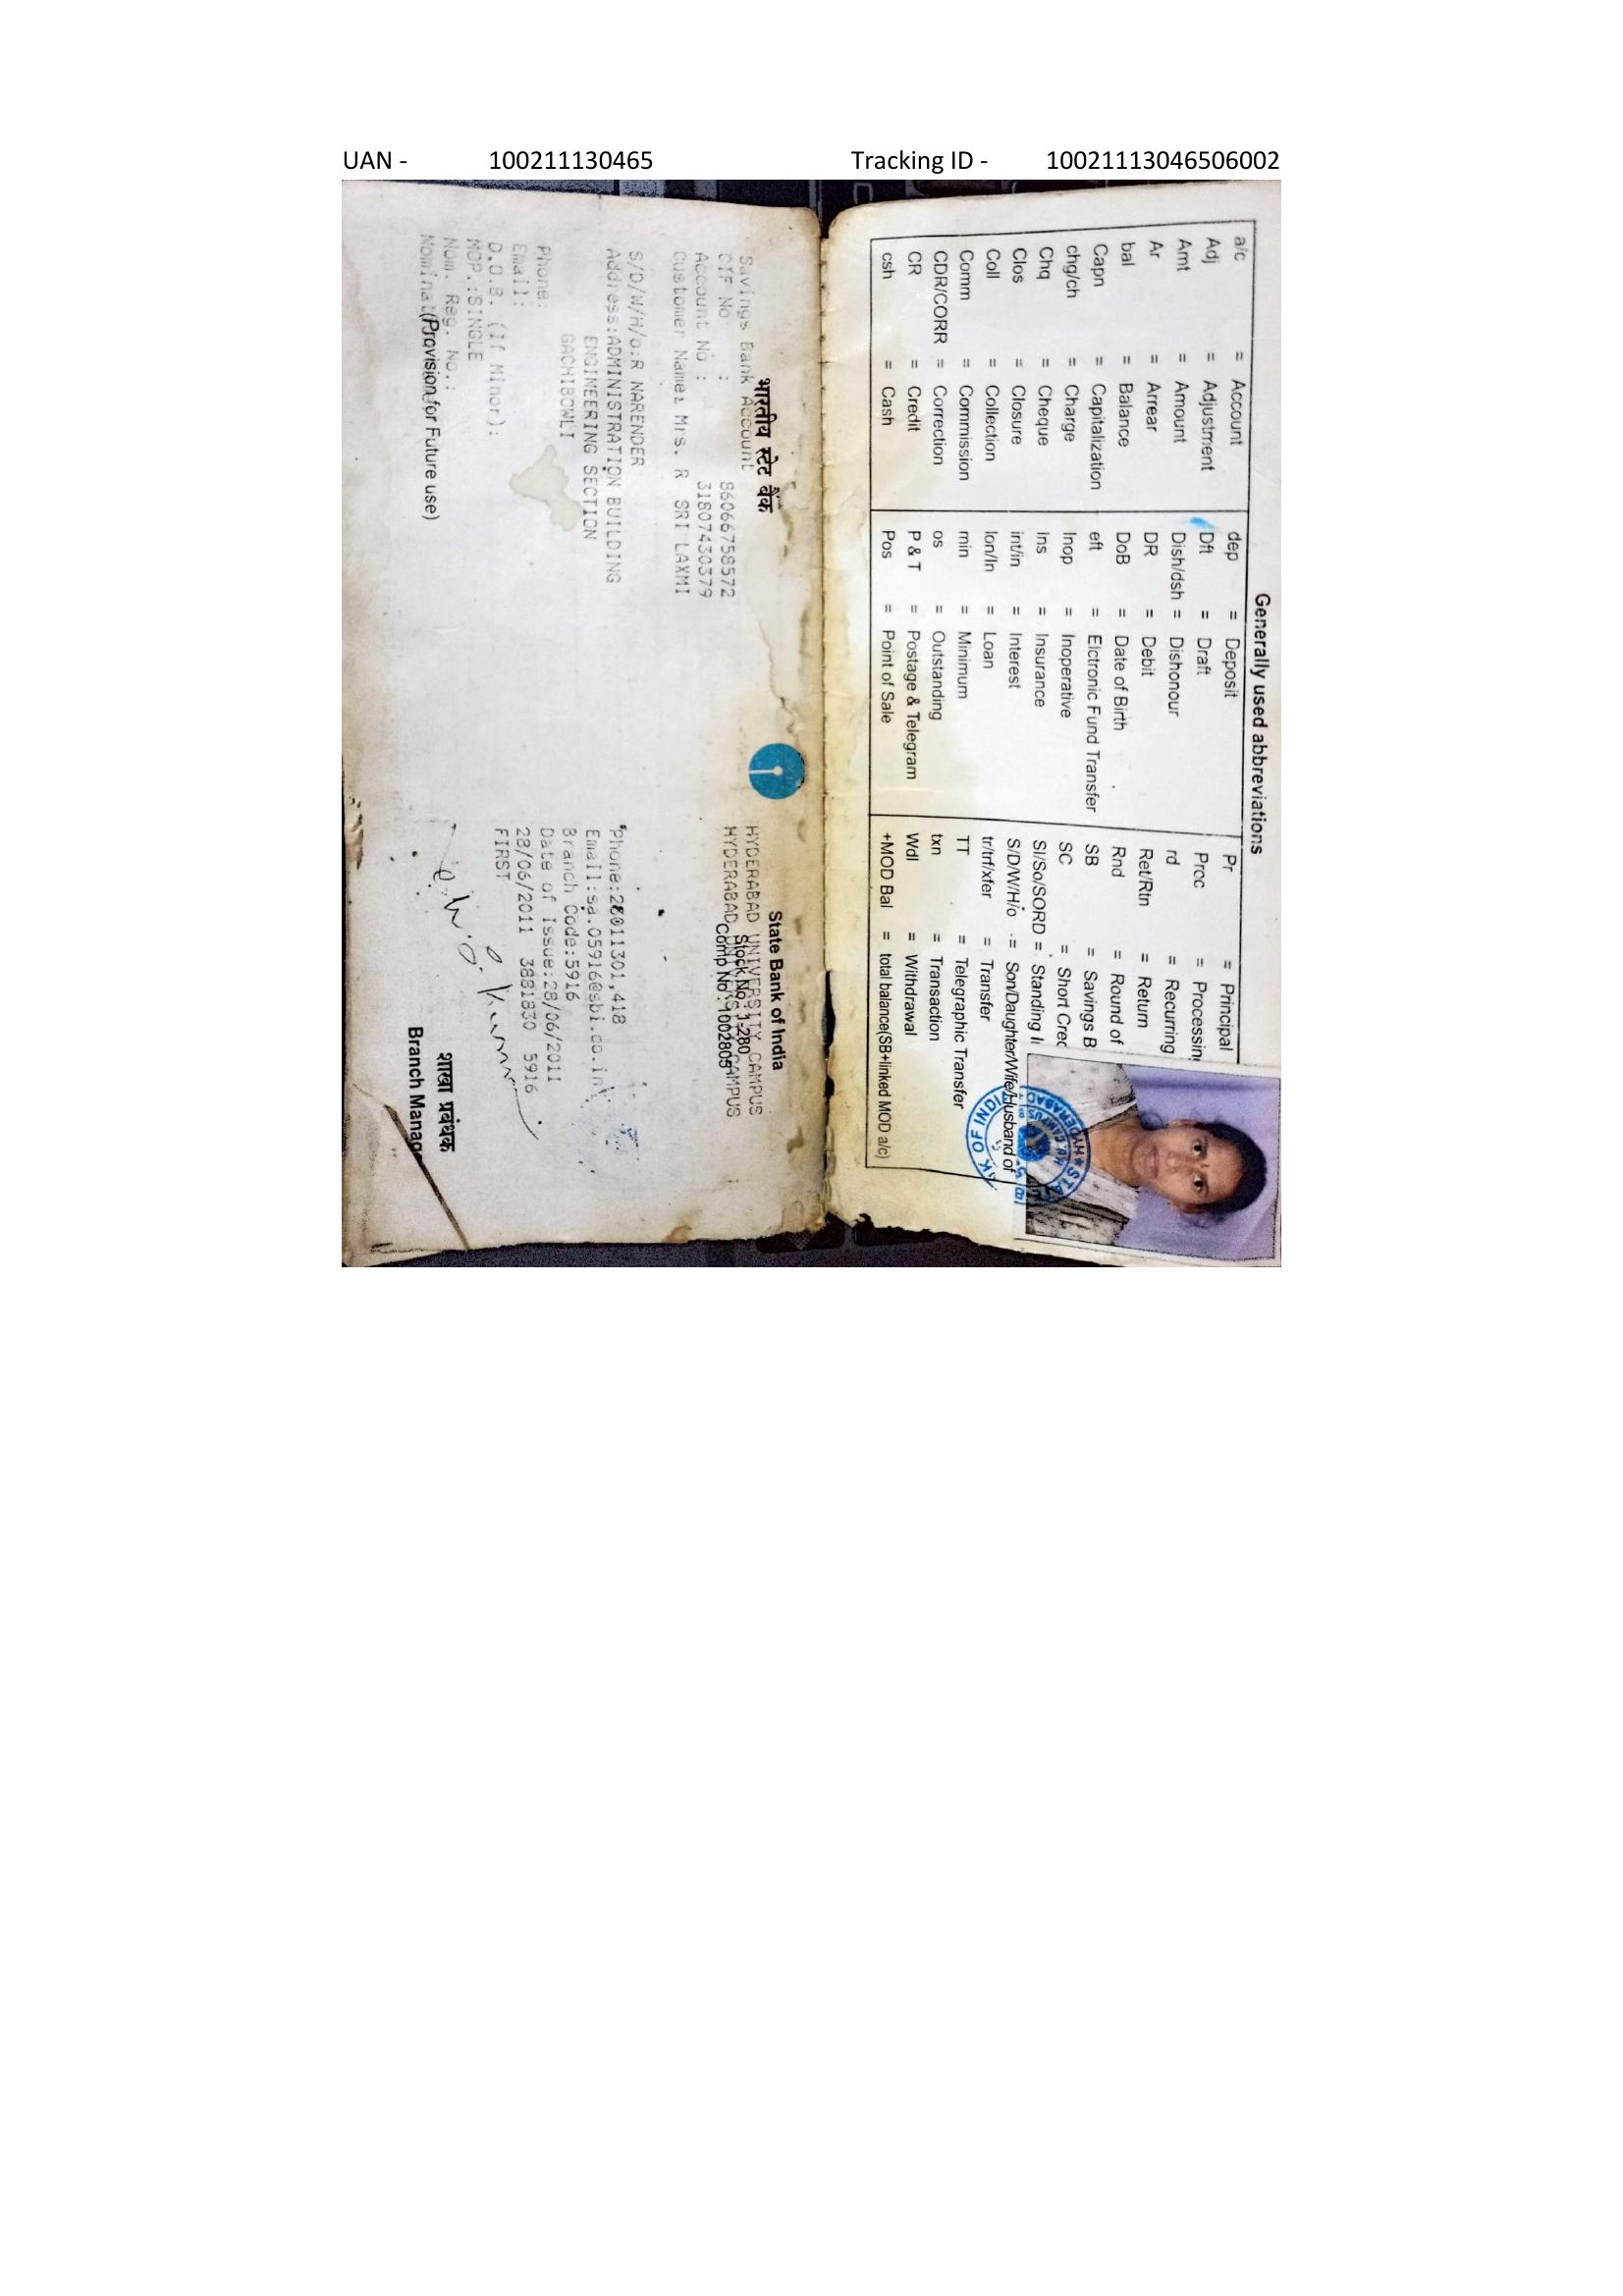 UAN - 100211130465 Tracking ID - 10021113046506002
Generally used abbreviations
a/c = Account dep = Deposit Pr = Principal
Adj = Adjustment Dft = Draft Proc = Processin
Amt = Amount Dish/dsh = Dishonour rd = Recurring
Ar = Arrear DR = Debit Ret/Rtn = Return
bal = Balance DoB = Date of Birth Rnd = Round of
Capn = Capitalization eft = Elctronic Fund Transfer SB = Savings B
chg/ch = Charge Inop = Inoperative SC = Short Cred
Chq = Cheque Ins = Insurance SI/So/SORD = Standing I
Clos = Closure int/in = Interest S/D/W/H/o = Son/Daughter/Wife/Husband of
Coll = Collection lon/ln = Loan tr/trf/xfer = Transfer
Comm = Commission min = Minimum TT = Telegraphic Transfer
CDR/CORR = Correction os = Outstanding txn = Transaction
CR = Credit P & T = Postage & Telegram Wdl = Withdrawal
csh = Cash Pos = Point of Sale +MOD Bal = total balance(SB+linked MOD a/c)
भारतीय स्टेट बैंक State Bank of India
Savings Bank Account HYDERABAD UNIVERSITY CAMPUS
Stock No: 1-280
CIF No : 86066758572 HYDERABAD UNIVERSITY CAMPUS
Comp No :1002805
Account No : 31807430379
Customer Name: Mrs. R SRI LAXMI
S/D/W/H/o:R NARENDER
Address:ADMINISTRATION BUILDING Phone:23011301,418
ENGINEERING SECTION Email:sa.05916@sbi.co.in
GACHIBOWLI Branch Code:5916
Phone: Date of Issue:28/06/2011
Email: 28/06/2011 3881830 5916
D.O.B. (If Minor): FIRST
MOP.:SINGLE
Nom. Reg. No.: शाखा प्रबंधक
(Provision for Future use) Branch Manag